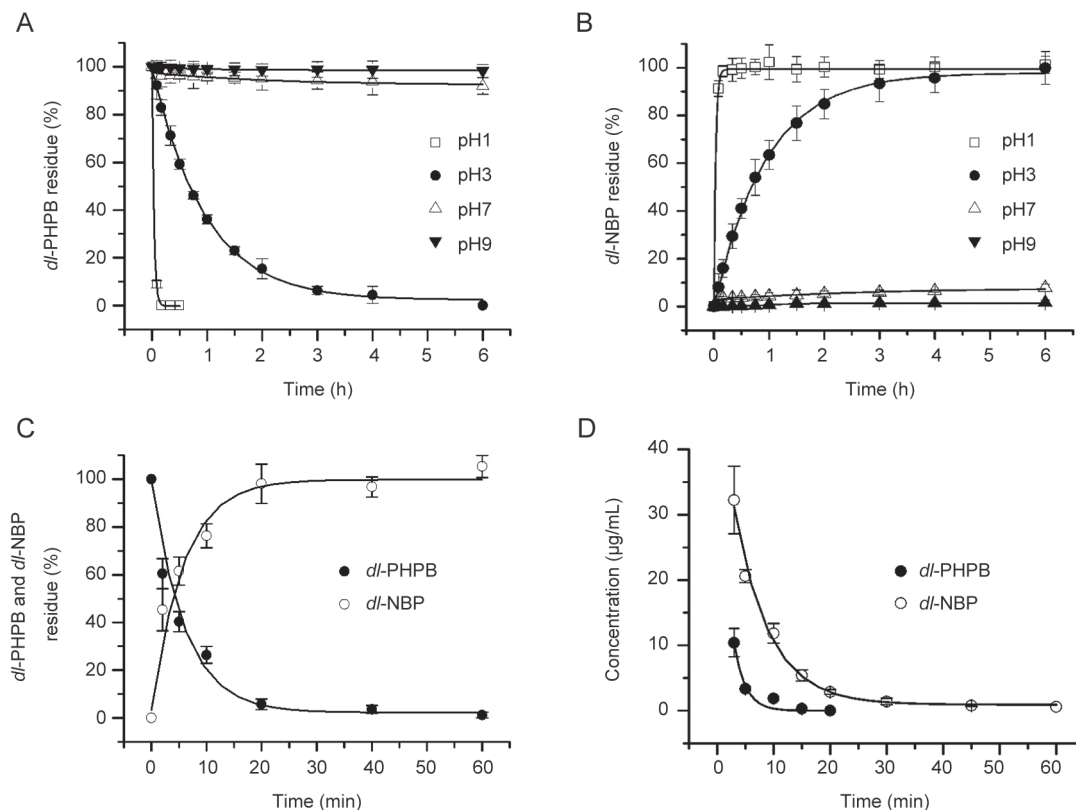 A
dl-PHPB residue (%)
100
80
60
40
20
0
pH1
pH3
pH7
pH9
0 1 2 3 4 5 6
Time (h)
B
dl-NBP residue (%)
100
80
60
40
20
0
pH1
pH3
pH7
pH9
0 1 2 3 4 5 6
Time (h)
C
dl-PHPB and dl-NBP
residue (%)
100
80
60
40
20
0
dl-PHPB
dl-NBP
0 10 20 30 40 50 60
Time (min)
D
Concentration (µg/mL)
40
30
20
10
0
dl-PHPB
dl-NBP
0 10 20 30 40 50 60
Time (min)